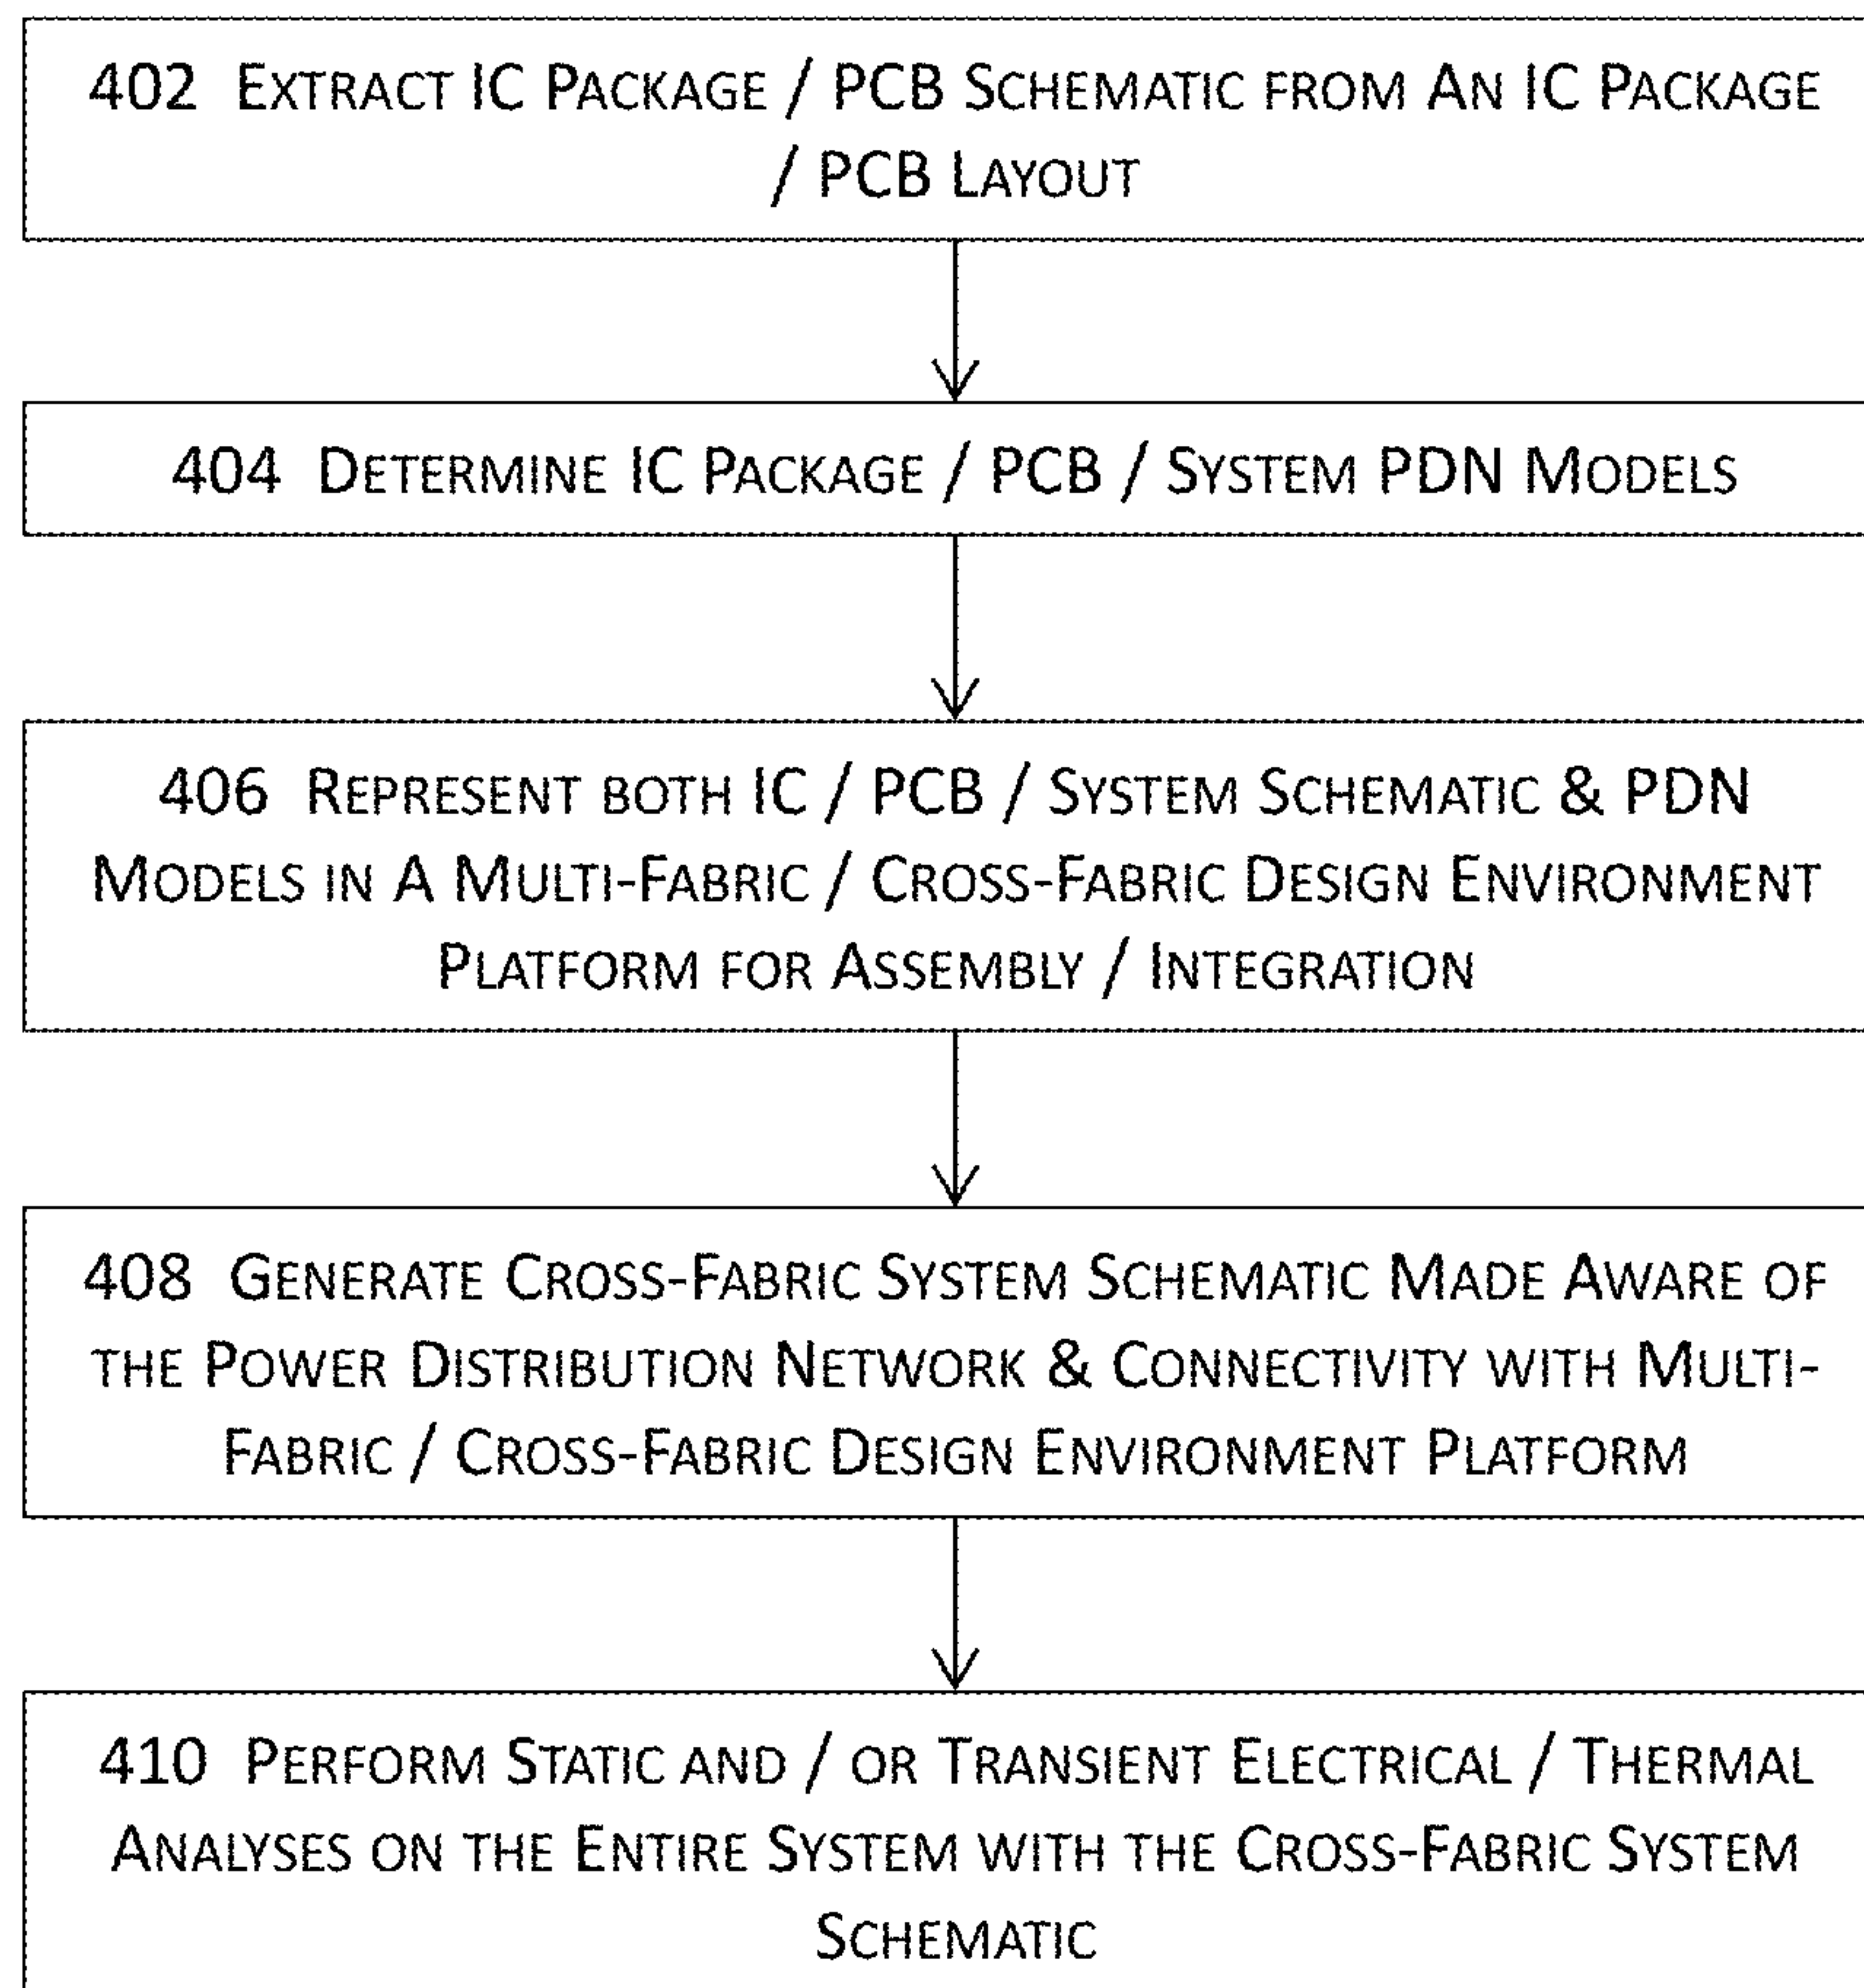 402 Extract IC Package / PCB Schematic from An IC Package
/ PCB Layout
404 Determine IC Package / PCB / System PDN Models
406 Represent both IC / PCB / System Schematic & PDN
Models in A Multi-Fabric / Cross-Fabric Design Environment
Platform for Assembly / Integration
408 Generate Cross-Fabric System Schematic Made Aware of
the Power Distribution Network & Connectivity with Multi-
Fabric / Cross-Fabric Design Environment Platform
410 Perform Static and / or Transient Electrical / Thermal
Analyses on the Entire System with the Cross-Fabric System
Schematic